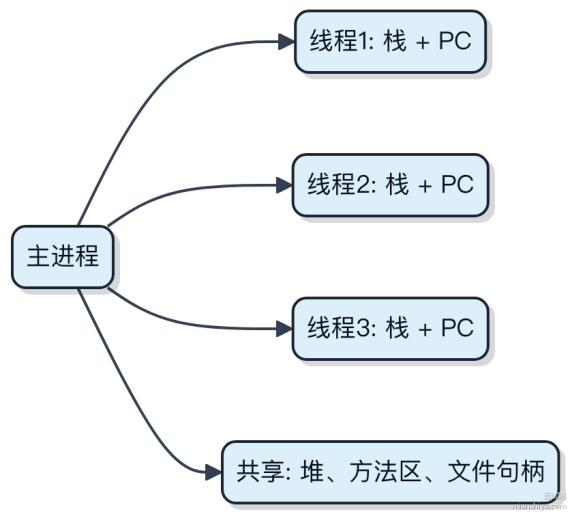 线程1: 栈 + PC
线程2: 栈 + PC
主进程
线程3: 栈 + PC
共享: 堆、方法区、文件句柄